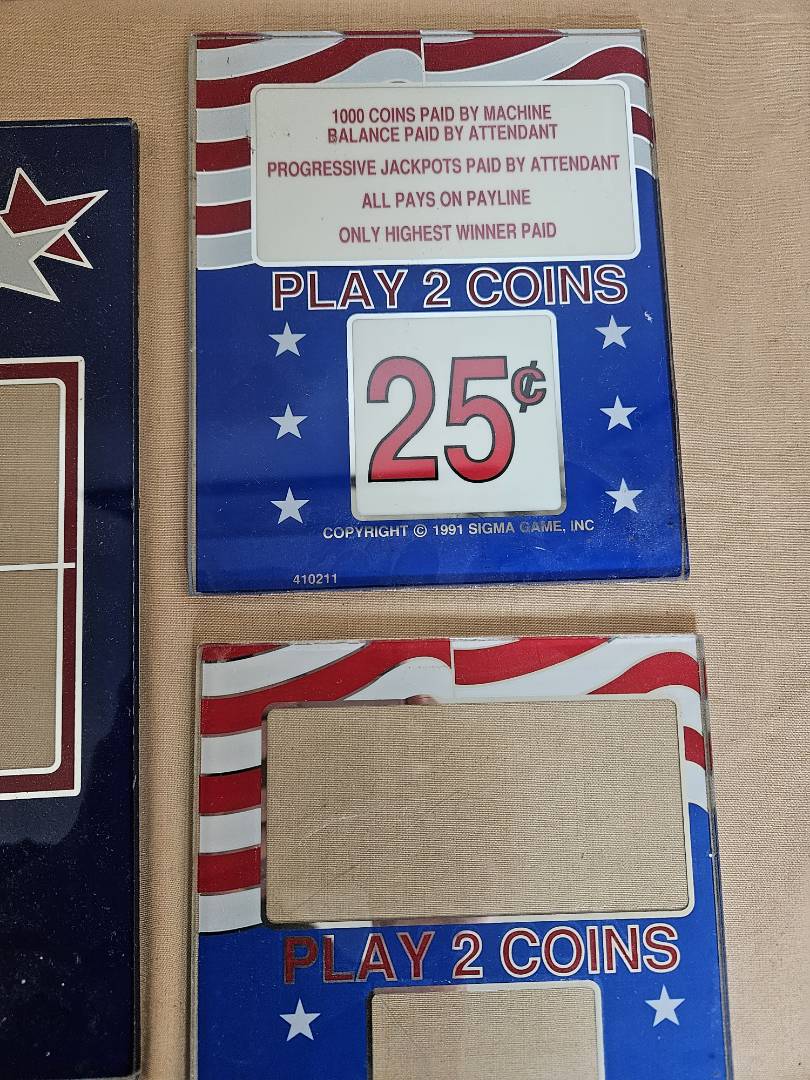 1000 COINS PAID BY MACHINE
BALANCE PAID BY ATTENDANT
PROGRESSIVE JACKPOTS PAID BY ATTENDANT
ALL PAYS ON PAYLINE
ONLY HIGHEST WINNER PAID
PLAY 2 COINS
25¢
COPYRIGHT © 1991 SIGMA GAME, INC
410211
PLAY 2 COINS